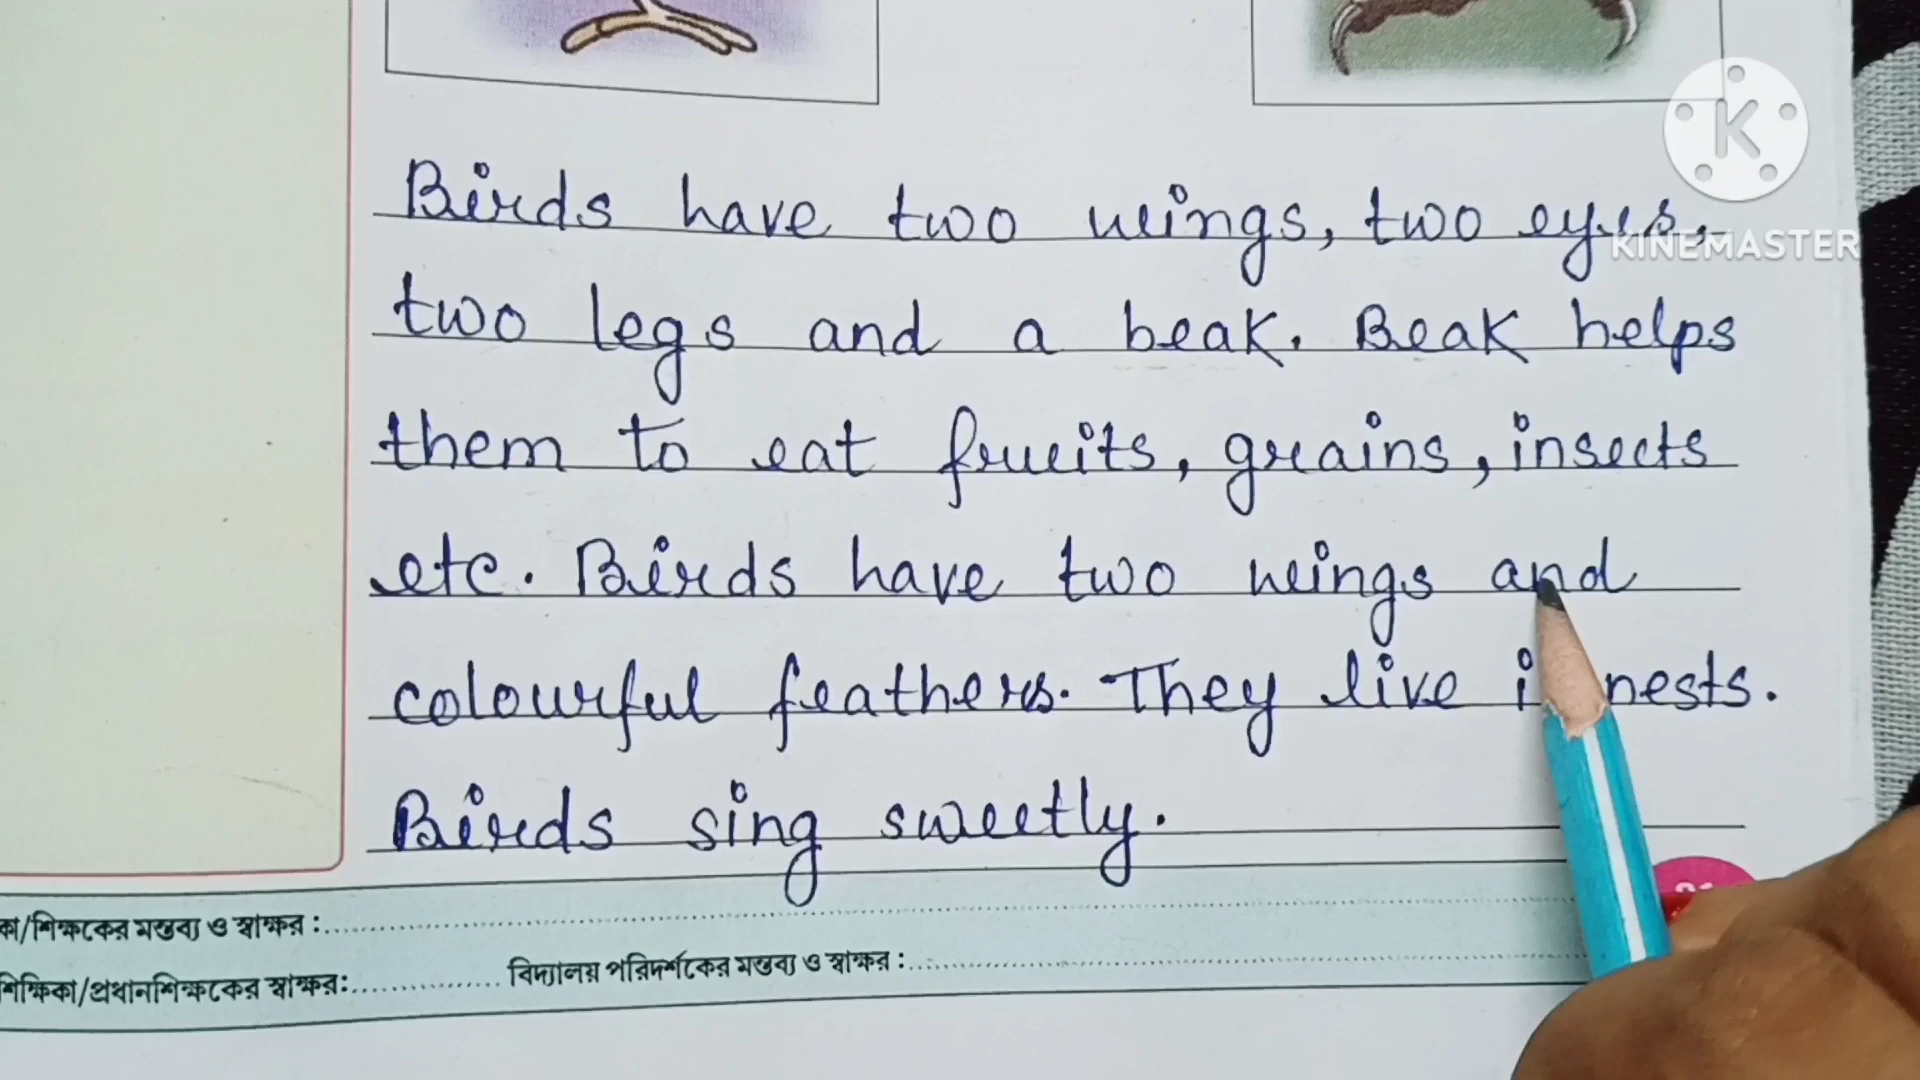 Birds have two wings, two eyes,
two legs and a beak. Beak helps
them to eat fruits, grains, insects
etc. Birds have two wings and
colourful feathers. They live in nests.
Birds sing sweetly.
/শিক্ষকের মন্তব্য ও স্বাক্ষর :
শিক্ষিকা/প্রধানশিক্ষকের স্বাক্ষর: বিদ্যালয় পরিদর্শকের মন্তব্য ও স্বাক্ষর :
K
KINEMASTER